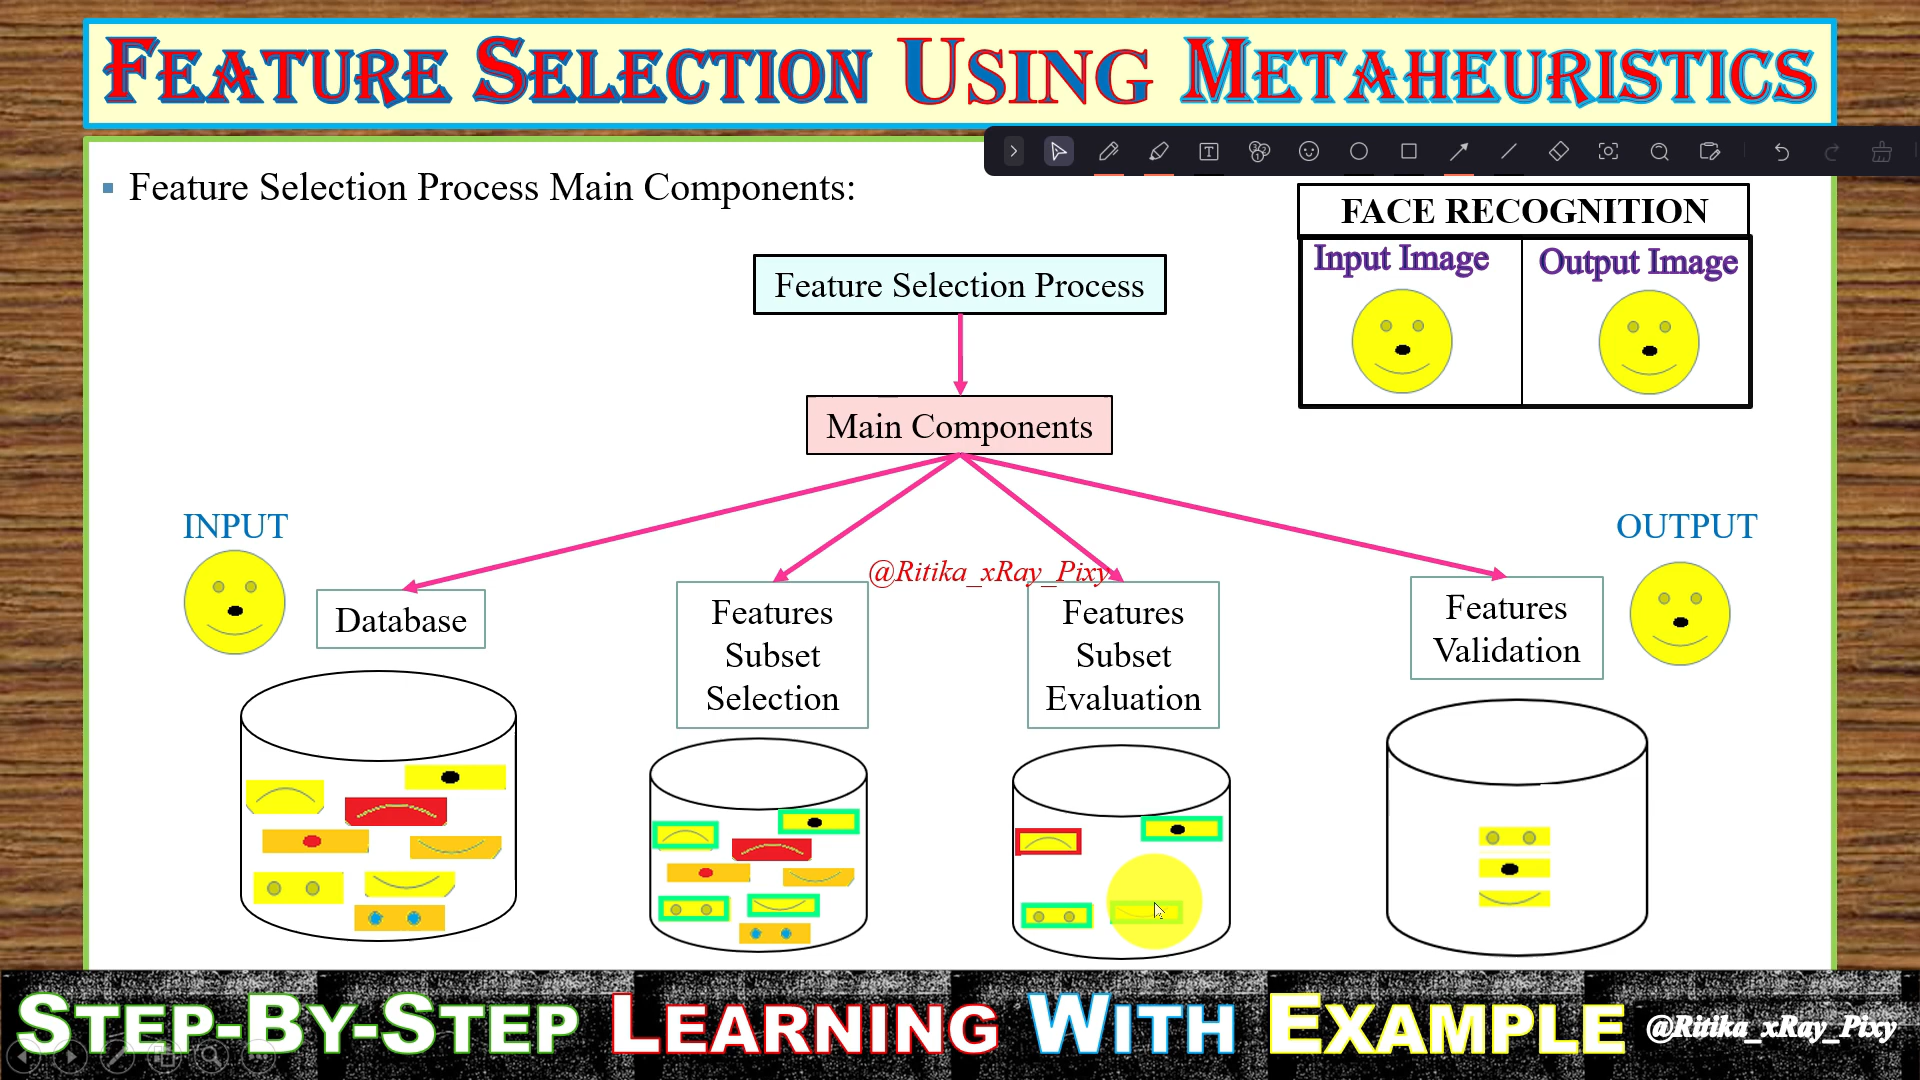 FEATURE SELECTION USING METAHEURISTICS
Feature Selection Process Main Components:
FACE RECOGNITION
Input Image
Output Image
Feature Selection Process
Main Components
INPUT
OUTPUT
@Ritika_xRay_Pixy
Database
Features
Subset
Selection
Features
Subset
Evaluation
Features
Validation
STEP-BY-STEP LEARNING WITH EXAMPLE
@Ritika_xRay_Pixy